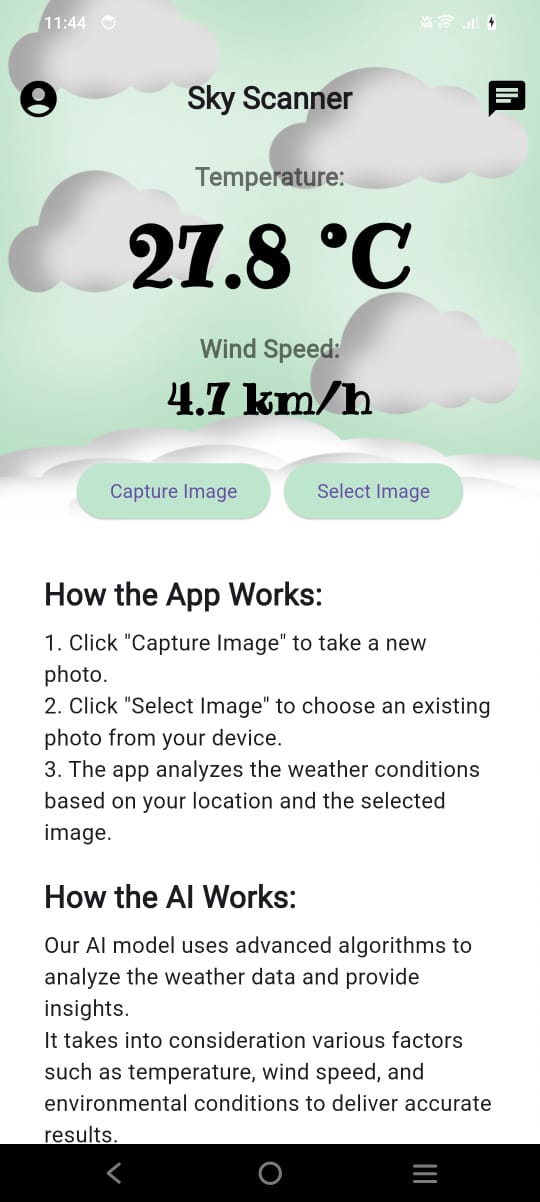 11:44
Sky Scanner
Temperature:
27.8 °C
Wind Speed:
4.7 km/h
Capture Image Select Image
How the App Works:
1. Click "Capture Image" to take a new
photo.
2. Click "Select Image" to choose an existing
photo from your device.
3. The app analyzes the weather conditions
based on your location and the selected
image.
How the AI Works:
Our AI model uses advanced algorithms to
analyze the weather data and provide
insights.
It takes into consideration various factors
such as temperature, wind speed, and
environmental conditions to deliver accurate
results.